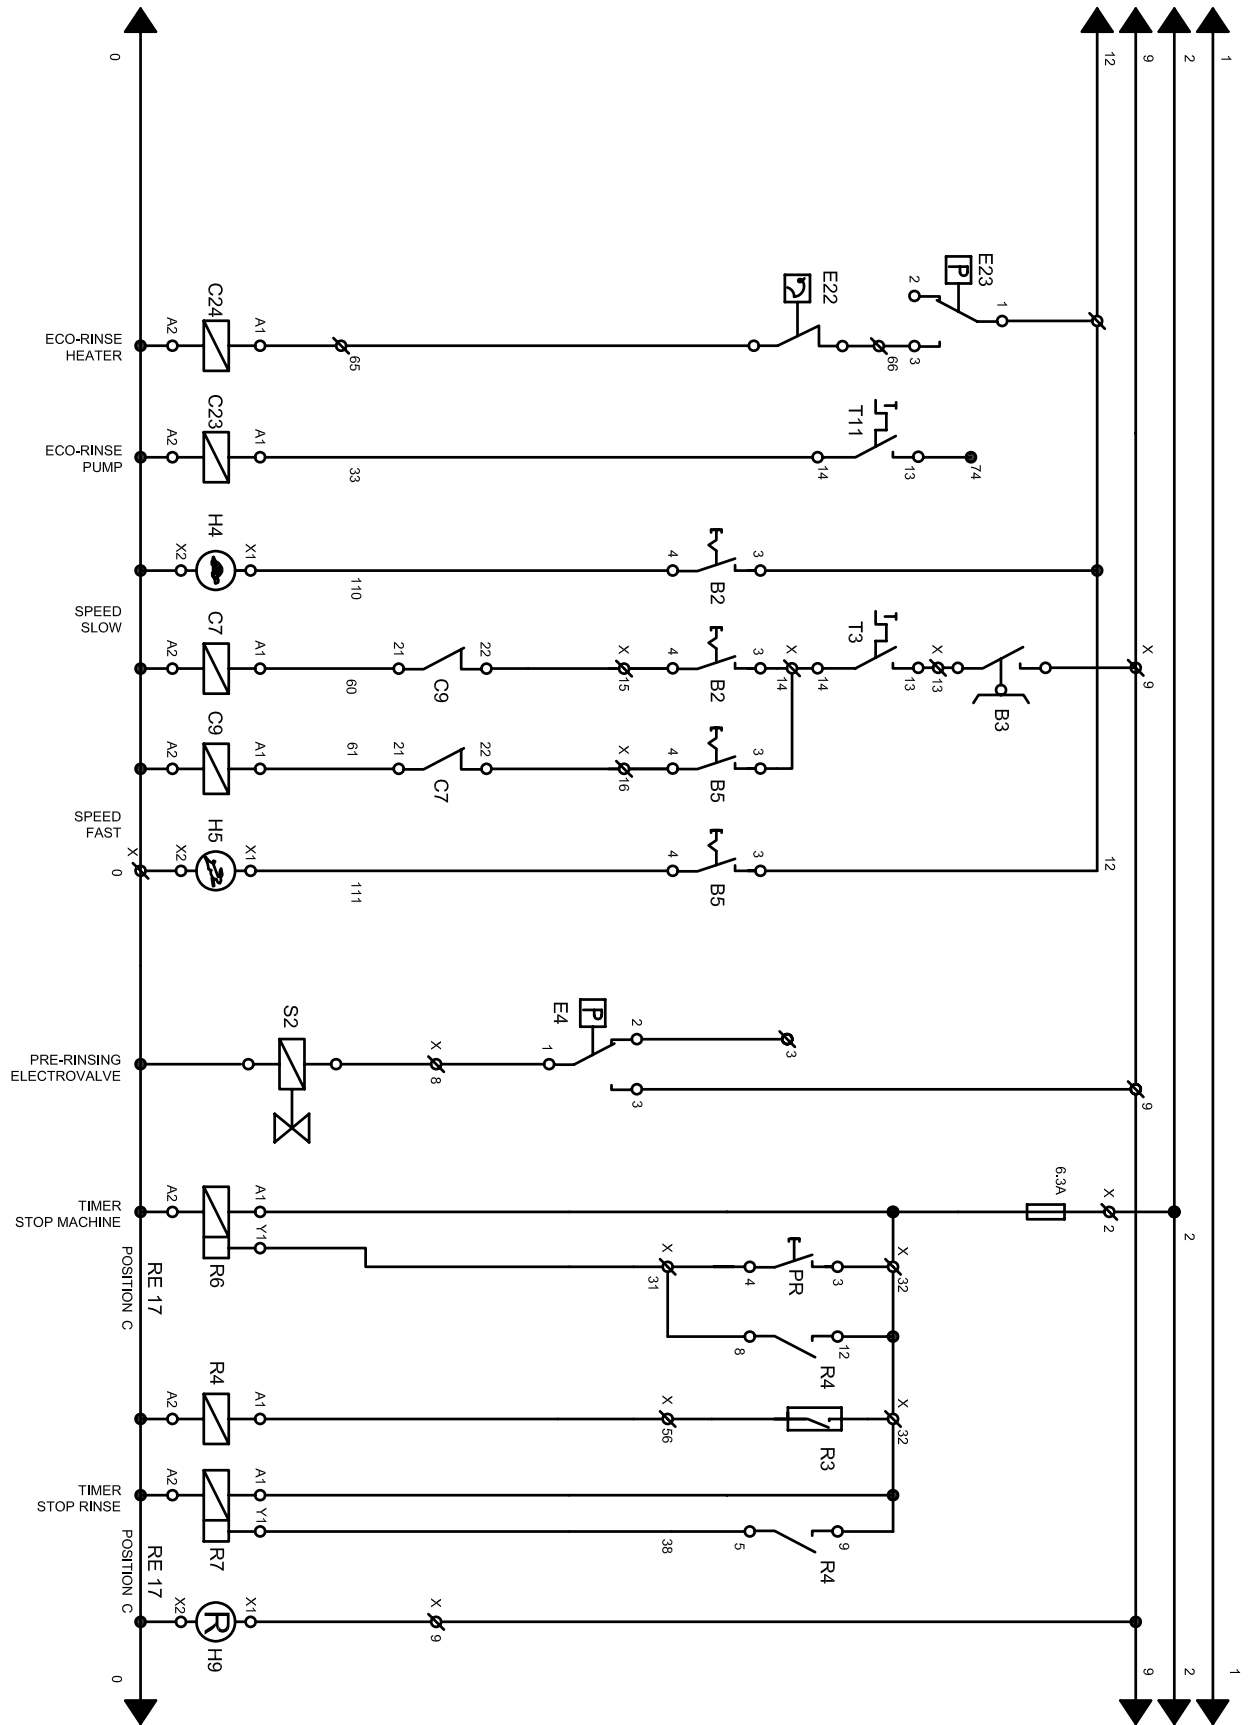 0
12
9
2
1
E23
2
1
3
E22
66
65
C24
A2
A1
ECO-RINSE
HEATER
C23
A2
A1
33
T11
14
13
74
ECO-RINSE
PUMP
H4
X2
X1
110
4
3
B2
SPEED
SLOW
C7
A2
A1
60
21
22
C9
X
15
4
3
B2
X
14
14
T3
13
X
13
B3
X
9
C9
A2
A1
61
21
22
C7
X
16
4
3
B5
SPEED
FAST
H5
X
0
X2
X1
111
4
3
B5
12
S2
E4
P
X
8
1
2
3
3
9
PRE-RINSING
ELECTROVALVE
TIMER
STOP MACHINE
A2
A1
Y1
R6
6.3A
X
2
2
RE 17
POSITION C
X
31
4
PR
3
X
32
8
R4
12
R4
A2
A1
X
56
R3
X
32
TIMER
STOP RINSE
A2
A1
Y1
R7
38
5
R4
9
RE 17
POSITION C
X2
R
X1
H9
X
9
0
9
2
1